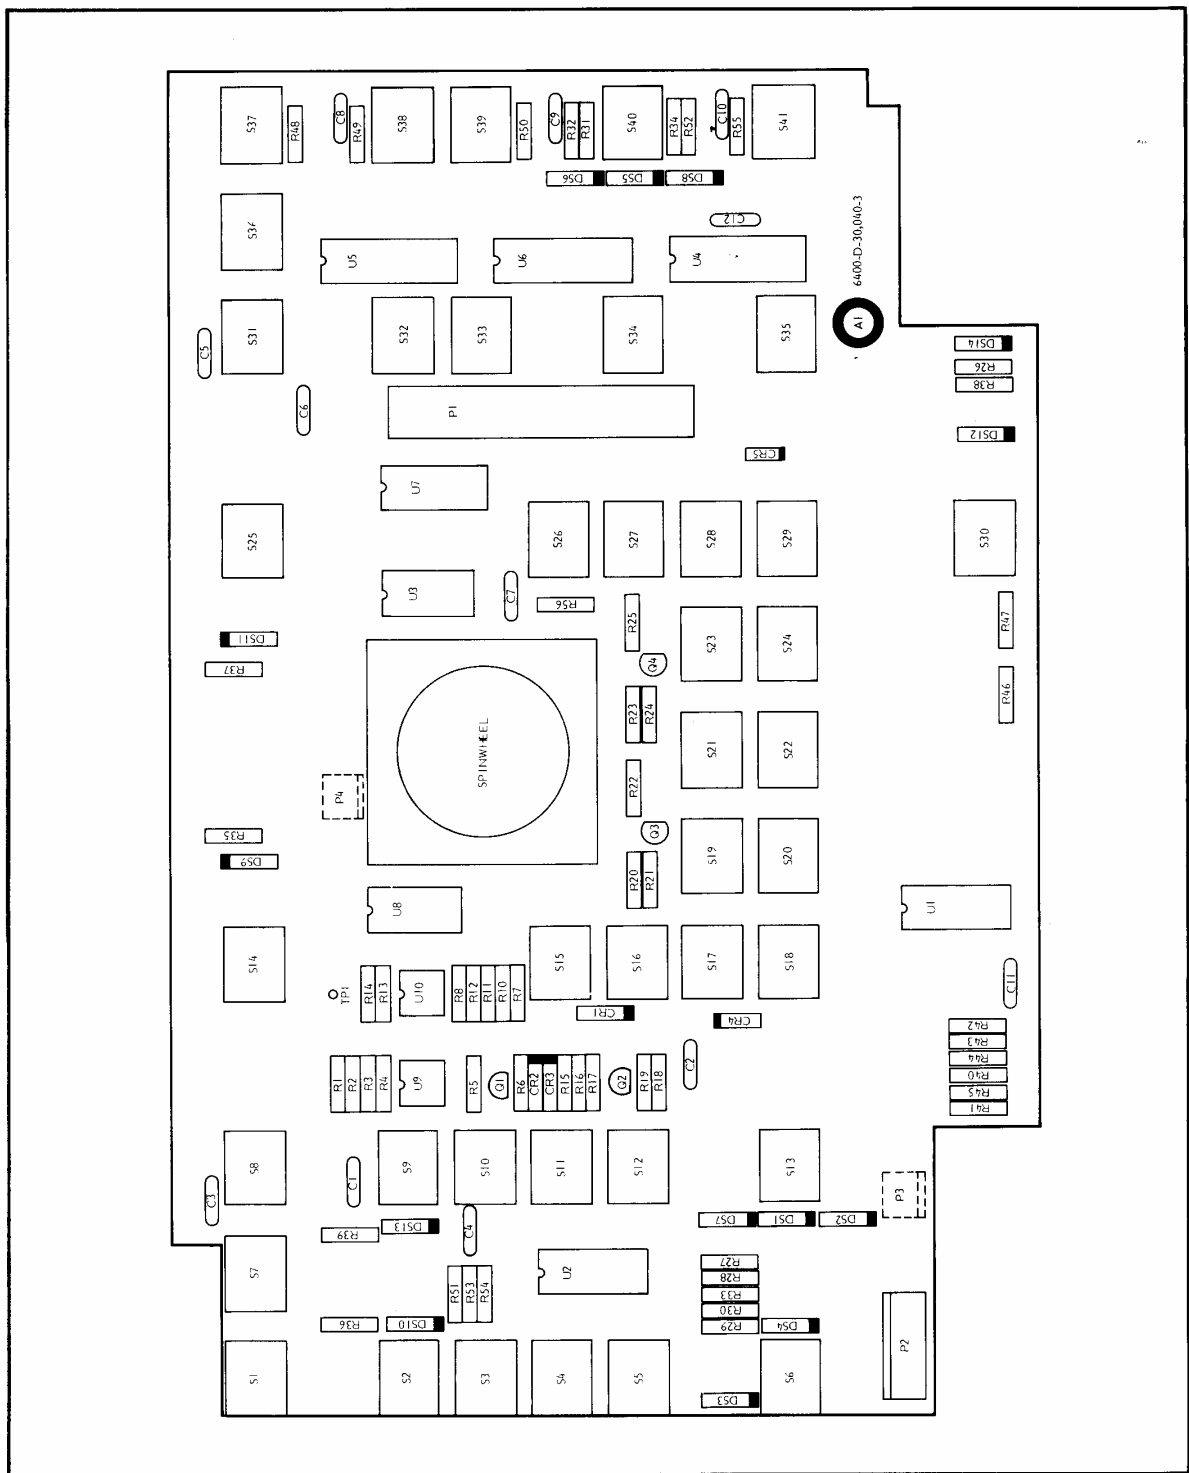 S37
R48
C8
R49
S38
S39
R50
C9
R32
R31
S40
R34
R52
C10
R55
S41
DS6
DS5
DS8
S36
C12
U5
U6
U4
6400-D-30,040-3
C5
S31
S32
S33
S34
S35
A1
DS14
R26
R38
C6
P1
DS12
CR5
U7
S25
S26
S27
S28
S29
S30
U3
C7
R56
R25
R47
DS11
R37
Q4
S23
S24
R46
R23
R24
SPINWHEEL
S21
S22
P4
R22
R35
DS9
Q3
S19
S20
R20
R21
U8
U1
S14
S15
S16
S17
S18
TP1
R14
R13
U10
R8
R12
R11
R10
R7
C11
CR1
CR4
R42
R43
R44
R40
R45
R41
R1
R2
R3
R4
U9
R5
Q1
R6
CR2
CR3
R15
R16
R17
Q2
R19
R18
C2
S8
C3
C1
S9
S10
S11
S12
S13
P3
R39
DS13
C4
DS7
DS1
DS2
S7
U2
R51
R53
R54
R27
R28
R33
R30
R29
DS4
R36
DS10
S1
S2
S3
S4
S5
DS3
S6
P2